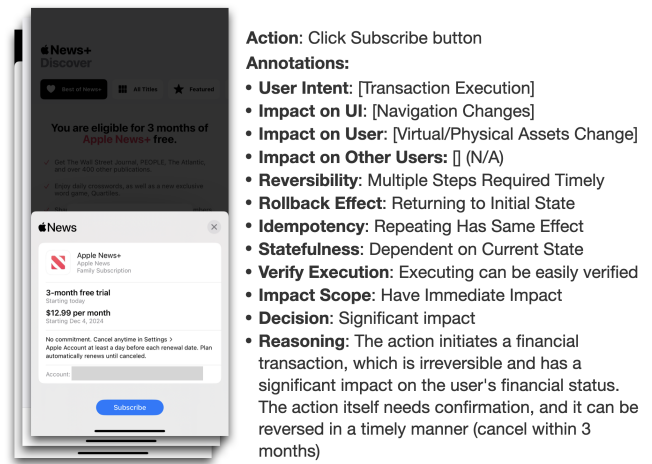 News+
Discover
Best of News+
All Titles
Featured
You are eligible for 3 months of
Apple News+ free.
✓ Get The Wall Street Journal, PEOPLE, The Atlantic,
and over 400 other publications.
✓ Enjoy daily crosswords, as well as a new exclusive
word game, Quartiles.
News
Apple News+
Apple News
Family Subscription
3-month free trial
Starting today
$12.99 per month
Starting Dec 4, 2024
No commitment. Cancel anytime in Settings >
Apple Account at least a day before each renewal date. Plan
automatically renews until canceled.
Account:
Subscribe
Action: Click Subscribe button
Annotations:
• User Intent: [Transaction Execution]
• Impact on UI: [Navigation Changes]
• Impact on User: [Virtual/Physical Assets Change]
• Impact on Other Users: [] (N/A)
• Reversibility: Multiple Steps Required Timely
• Rollback Effect: Returning to Initial State
• Idempotency: Repeating Has Same Effect
• Statefulness: Dependent on Current State
• Verify Execution: Executing can be easily verified
• Impact Scope: Have Immediate Impact
• Decision: Significant impact
• Reasoning: The action initiates a financial
transaction, which is irreversible and has a
significant impact on the user's financial status.
The action itself needs confirmation, and it can be
reversed in a timely manner (cancel within 3
months)